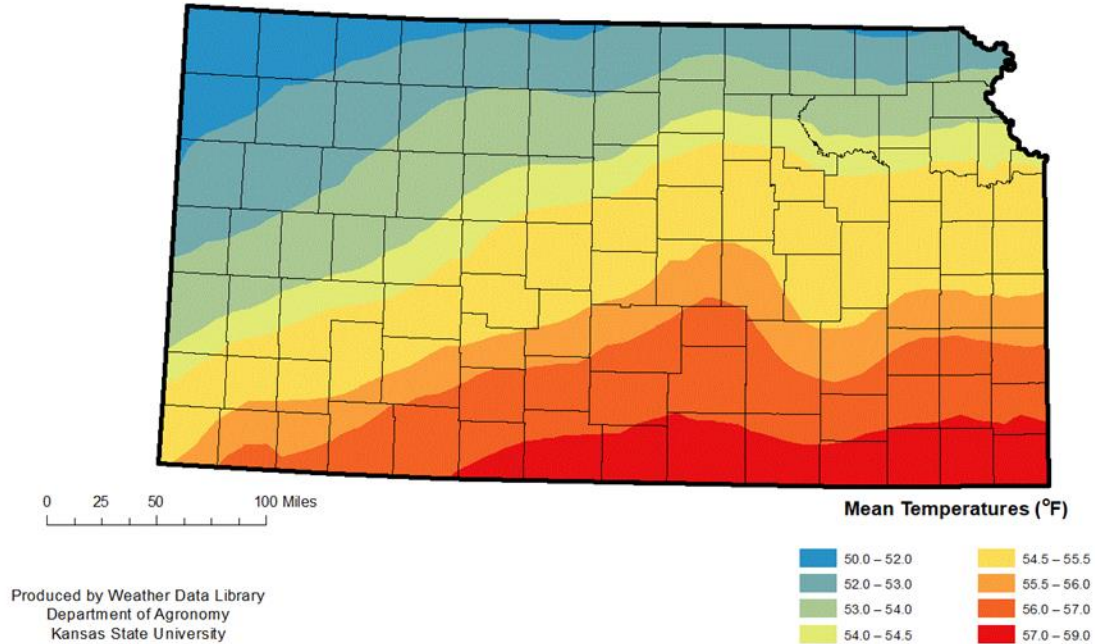 0 25 50 100 Miles
Mean Temperatures (°F)
50.0 – 52.0
52.0 – 53.0
53.0 – 54.0
54.0 – 54.5
54.5 – 55.5
55.5 – 56.0
56.0 – 57.0
57.0 – 59.0
Produced by Weather Data Library
Department of Agronomy
Kansas State University